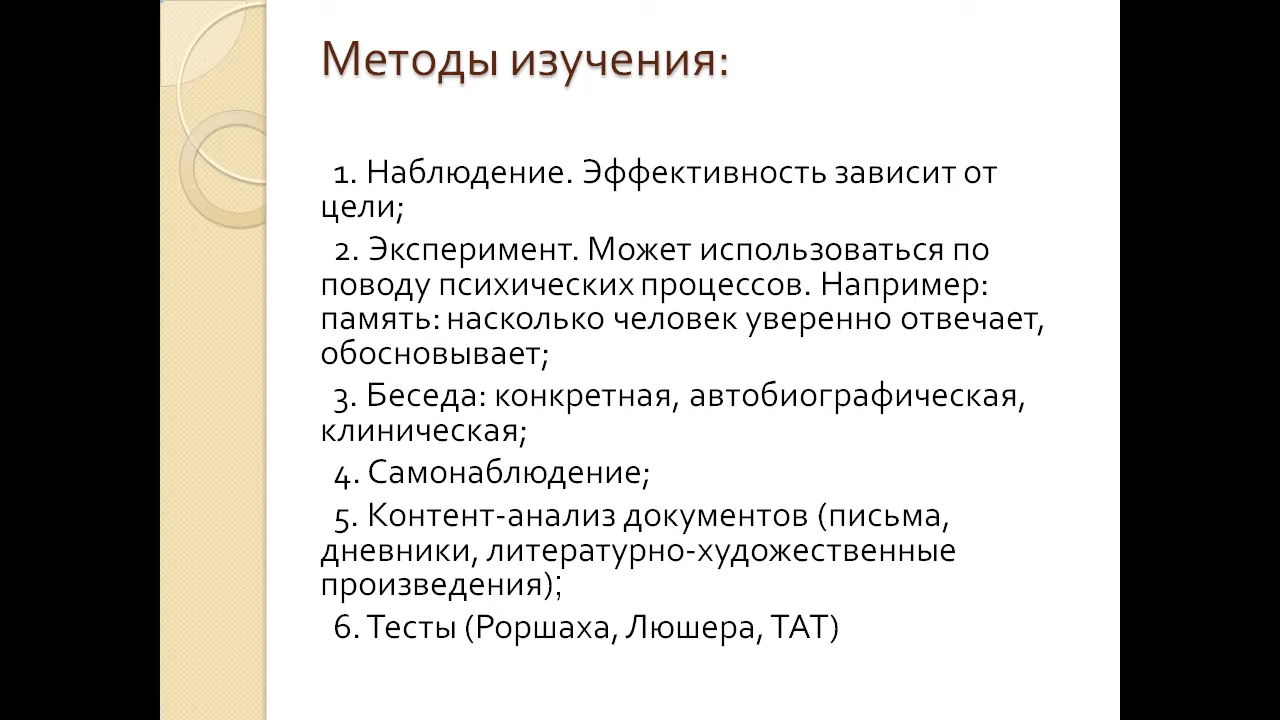 Методы изучения:
1. Наблюдение. Эффективность зависит от
цели;
2. Эксперимент. Может использоваться по
поводу психических процессов. Например:
память: насколько человек уверенно отвечает,
обосновывает;
3. Беседа: конкретная, автобиографическая,
клиническая;
4. Самонаблюдение;
5. Контент-анализ документов (письма,
дневники, литературно-художественные
произведения);
6. Тесты (Роршаха, Люшера, ТАТ)